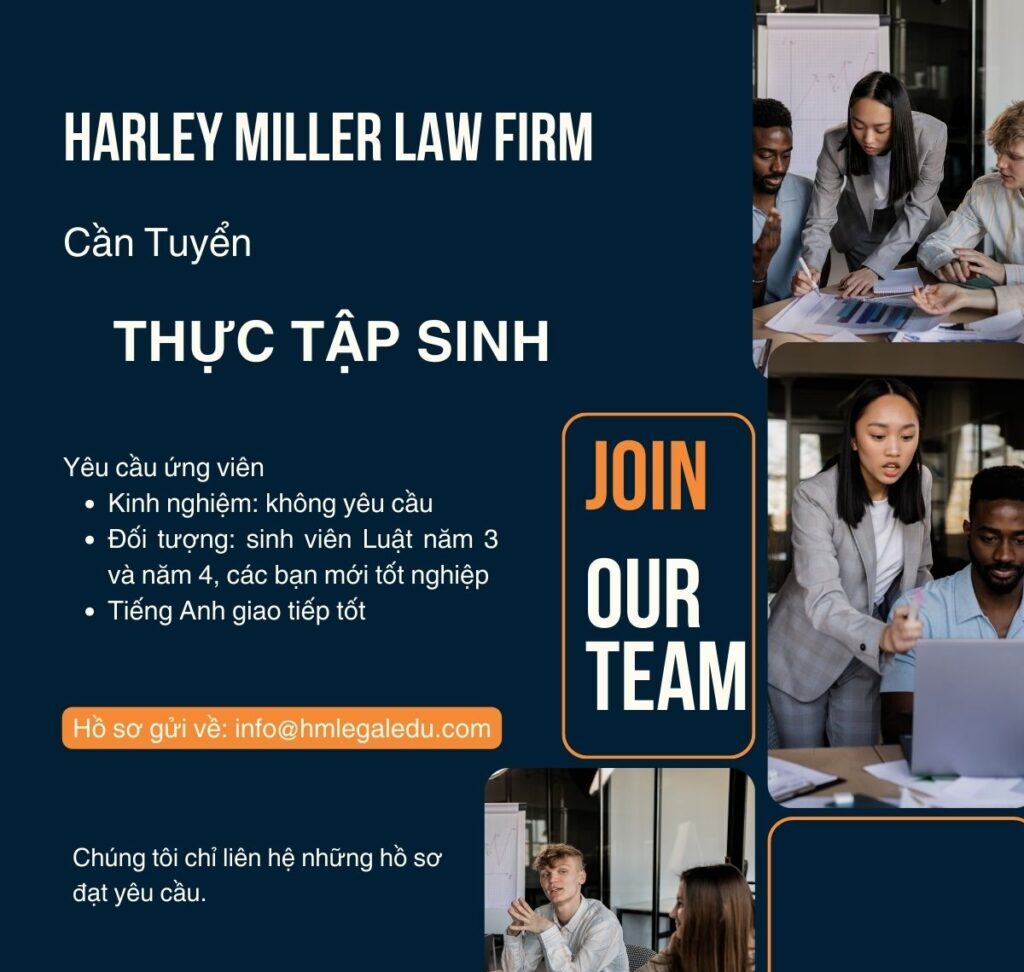 HARLEY MILLER LAW FIRM
Cần Tuyển
THỰC TẬP SINH
Yêu cầu ứng viên
• Kinh nghiệm: không yêu cầu
• Đối tượng: sinh viên Luật năm 3
và năm 4, các bạn mới tốt nghiệp
• Tiếng Anh giao tiếp tốt
Hồ sơ gửi về: info@hmlegaledu.com
Chúng tôi chỉ liên hệ những hồ sơ
đạt yêu cầu.
JOIN
OUR
TEAM